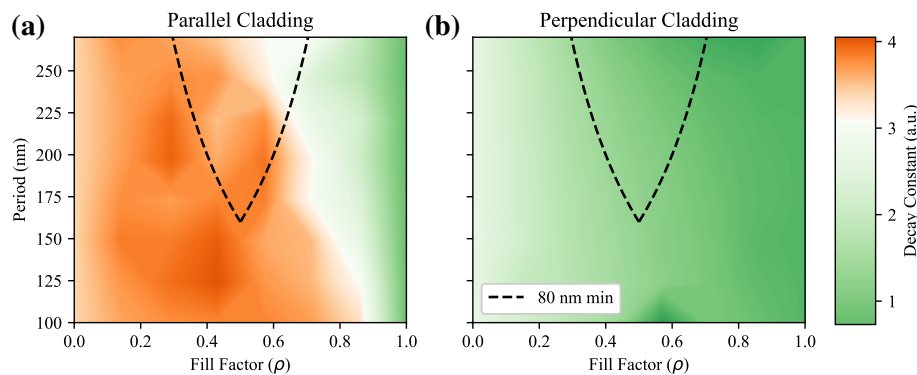 (a)
Parallel Cladding
250
225
200
175
150
125
100
Period (nm)
0.0 0.2 0.4 0.6 0.8 1.0
Fill Factor (ρ)
(b)
Perpendicular Cladding
80 nm min
0.0 0.2 0.4 0.6 0.8 1.0
Fill Factor (ρ)
4
3
2
1
Decay Constant (a.u.)